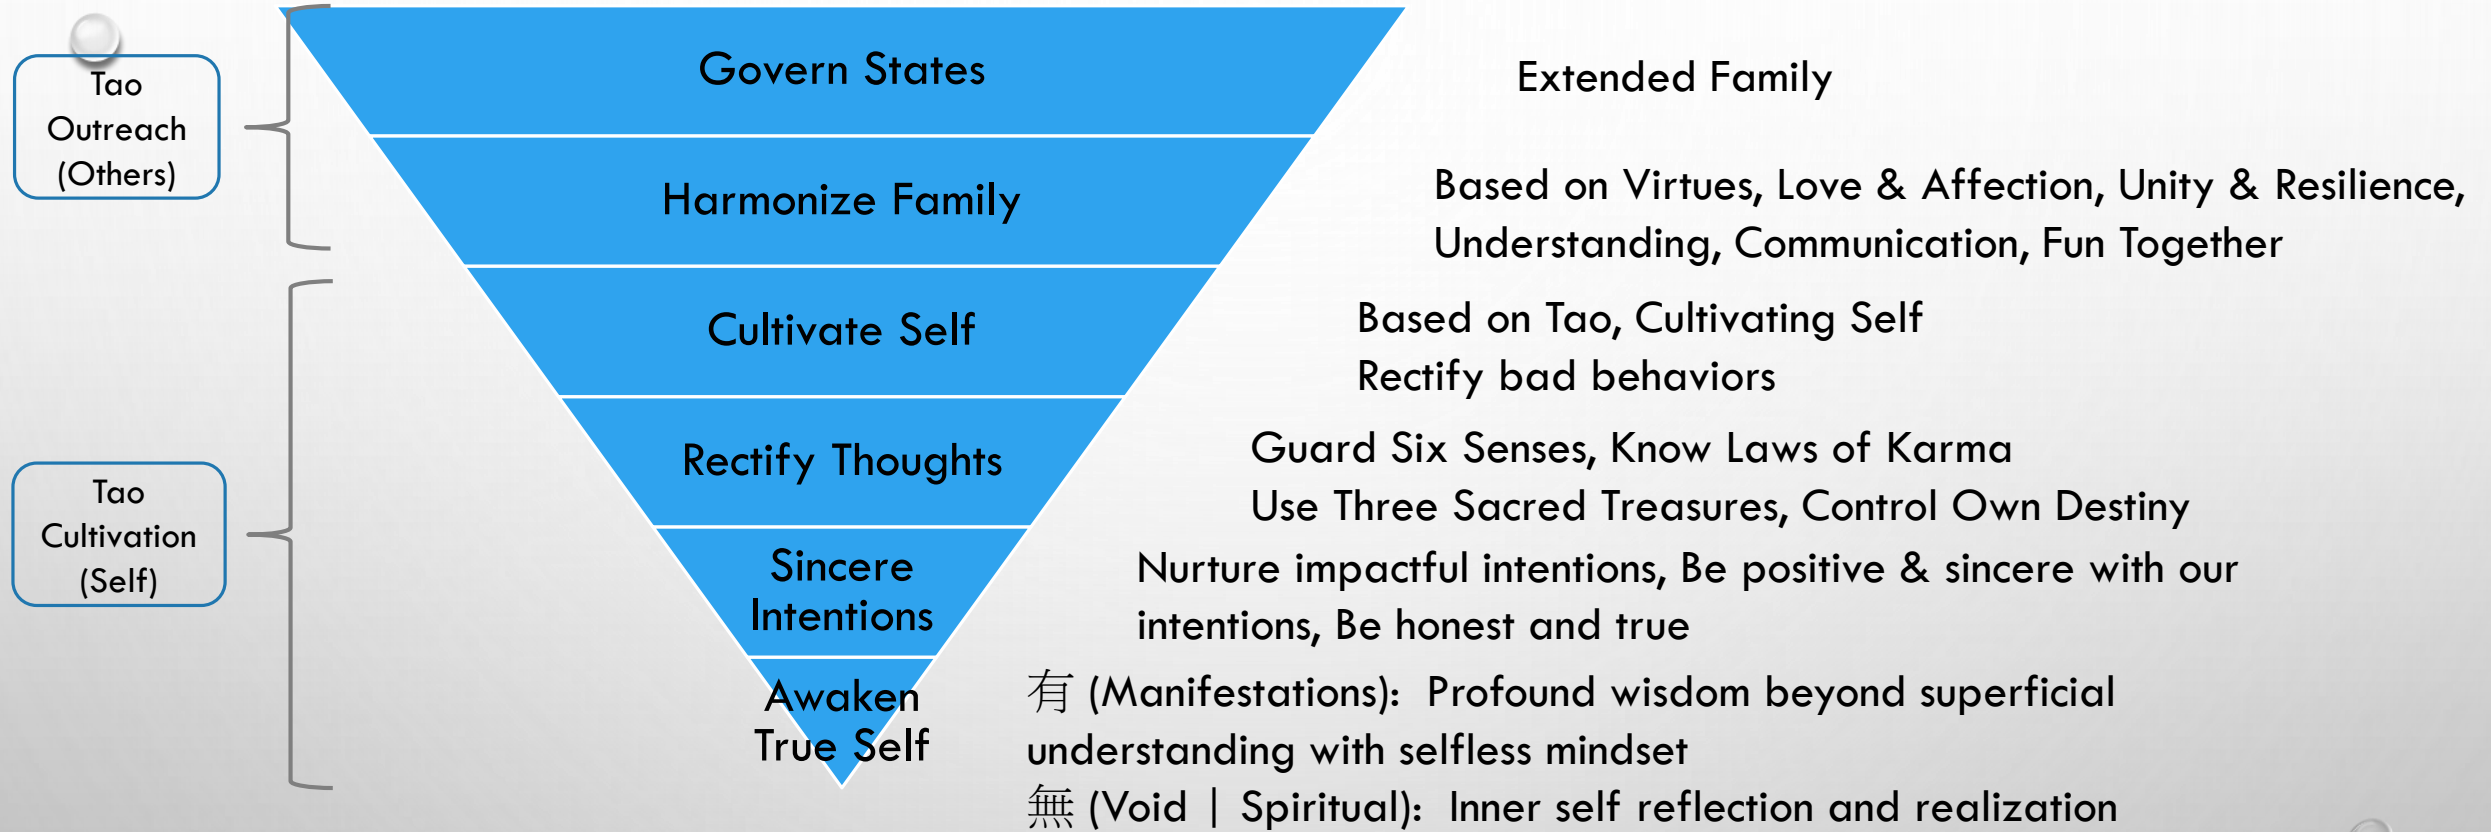 Tao
Outreach
(Others)
Govern States
Extended Family
Harmonize Family
Based on Virtues, Love & Affection, Unity & Resilience,
Understanding, Communication, Fun Together
Cultivate Self
Based on Tao, Cultivating Self
Rectify bad behaviors
Tao
Cultivation
(Self)
Rectify Thoughts
Guard Six Senses, Know Laws of Karma
Use Three Sacred Treasures, Control Own Destiny
Sincere
Intentions
Nurture impactful intentions, Be positive & sincere with our
intentions, Be honest and true
Awaken
True Self
有 (Manifestations): Profound wisdom beyond superficial
understanding with selfless mindset
無 (Void | Spiritual): Inner self reflection and realization